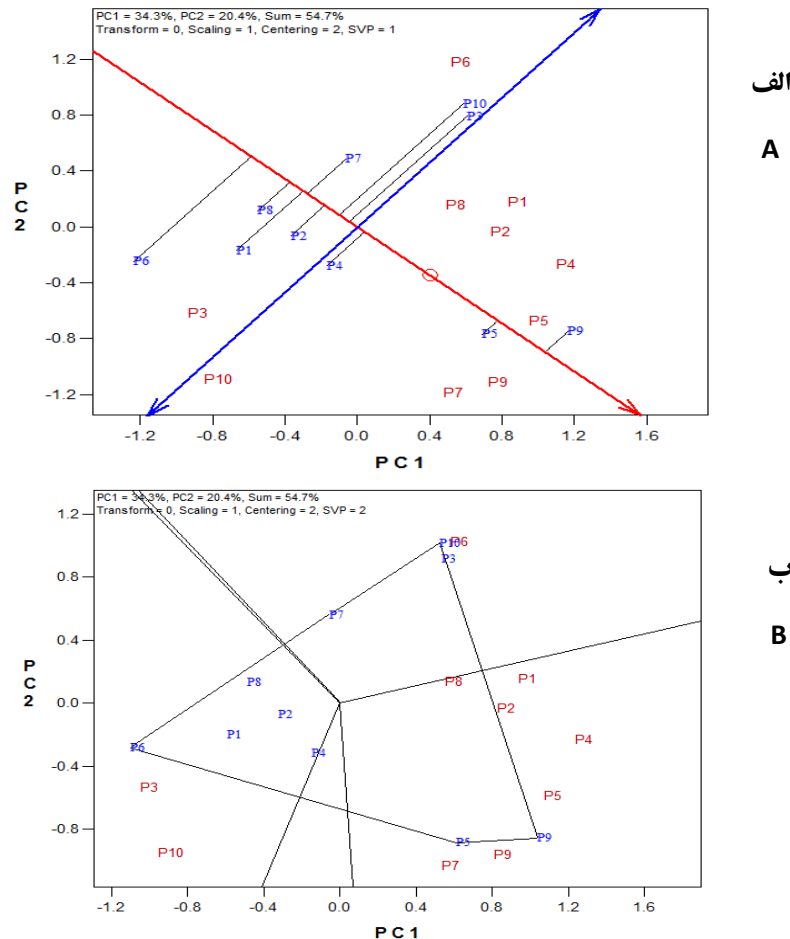 PC1 = 34.3%, PC2 = 20.4%, Sum = 54.7%
Transform = 0, Scaling = 1, Centering = 2, SVP = 1
P6
1.2
P10
P3
0.8
الف
A
P7
0.4
P8
P8
P1
P
C
2
P1
P2
P2
0.0
P6
P4
P4
-0.4
P3
P5
P5
P9
-0.8
P10
P7
P9
-1.2
-1.2
-0.8
-0.4
0.0
0.4
0.8
1.2
1.6
P C 1
PC1 = 34.3%, PC2 = 20.4%, Sum = 54.7%
Transform = 0, Scaling = 1, Centering = 2, SVP = 2
1.2
P10
P6
P3
0.8
ب
B
P7
0.4
P8
P8
P1
P
C
2
P2
P2
0.0
P1
P4
P4
P6
-0.4
P3
P5
-0.8
P5
P9
P10
P7
P9
-1.2
-0.8
-0.4
0.0
0.4
0.8
1.2
1.6
P C 1